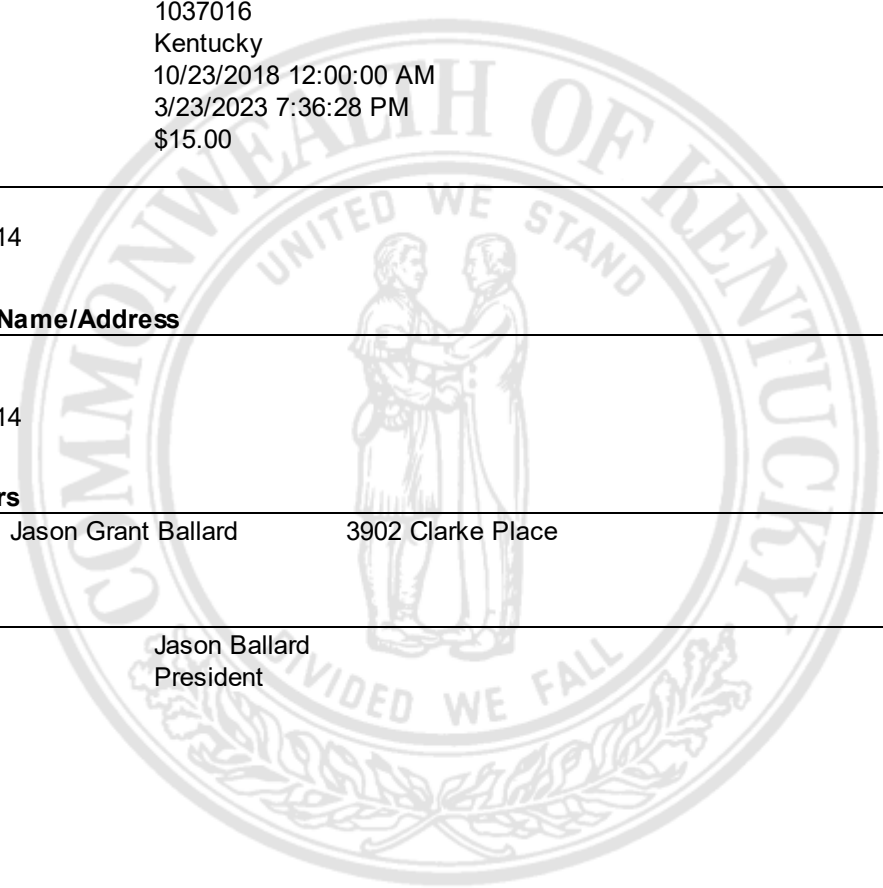 1037016
Kentucky
10/23/2018 12:00:00 AM
3/23/2023 7:36:28 PM
$15.00
COMMONWEALTH OF KENTUCKY
UNITED WE STAND
14
Name/Address
14
rs
Jason Grant Ballard 3902 Clarke Place
Jason Ballard
President
DIVIDED WE FALL